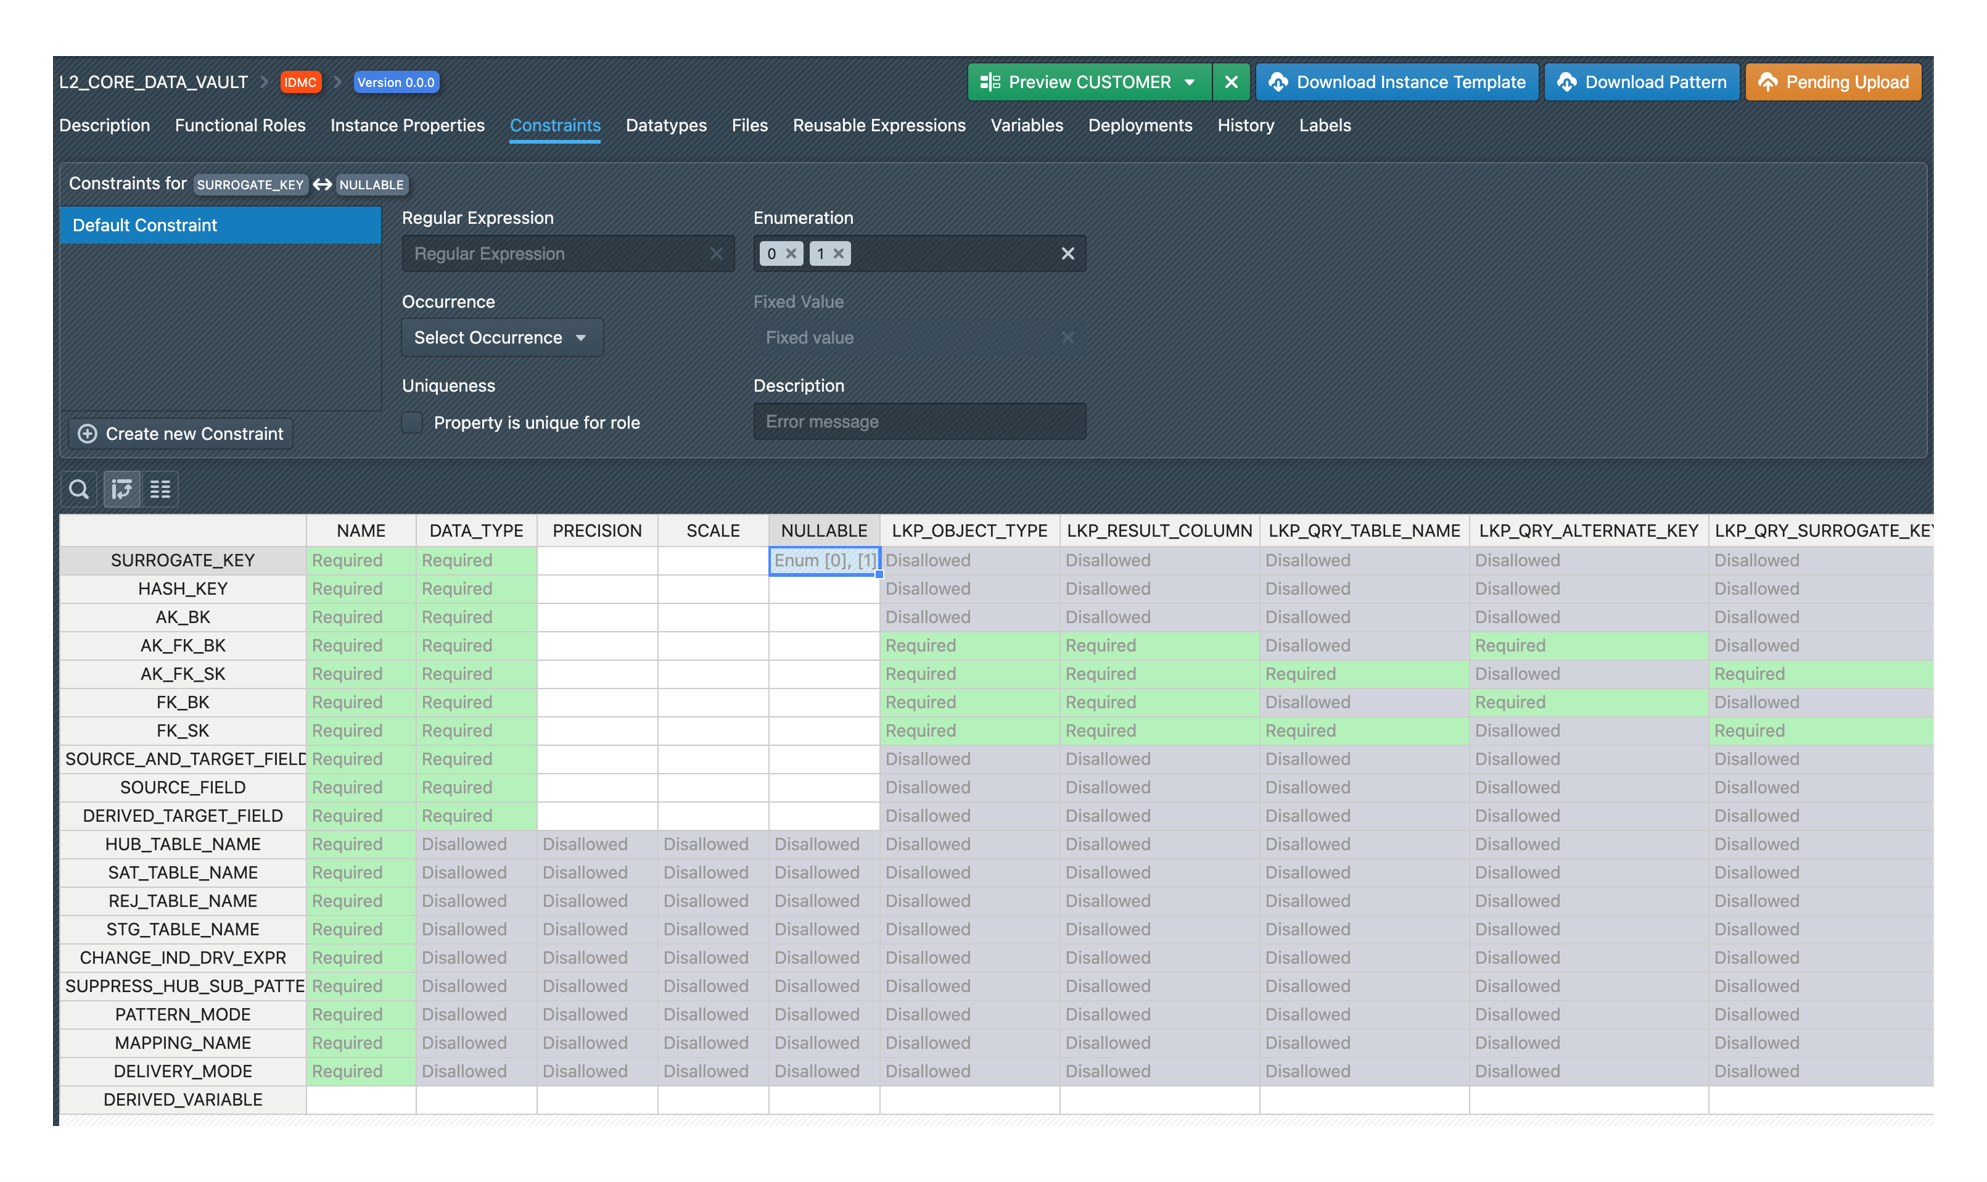 L2_CORE_DATA_VAULT > IDMC > Version 0.0.0 Preview CUSTOMER Download Instance Template Download Pattern Pending Upload
Description Functional Roles Instance Properties Constraints Datatypes Files Reusable Expressions Variables Deployments History Labels
Constraints for SURROGATE_KEY ↔ NULLABLE
Default Constraint
Create new Constraint
Regular Expression
Regular Expression
Enumeration
0 × 1 ×
Occurrence
Select Occurrence
Fixed Value
Fixed value
Uniqueness
Property is unique for role
Description
Error message
NAME DATA_TYPE PRECISION SCALE NULLABLE LKP_OBJECT_TYPE LKP_RESULT_COLUMN LKP_QRY_TABLE_NAME LKP_QRY_ALTERNATE_KEY LKP_QRY_SURROGATE_KEY
SURROGATE_KEY Required Required Enum [0], [1] Disallowed Disallowed Disallowed Disallowed Disallowed
HASH_KEY Required Required Disallowed Disallowed Disallowed Disallowed Disallowed
AK_BK Required Required Disallowed Disallowed Disallowed Disallowed Disallowed
AK_FK_BK Required Required Required Required Disallowed Required Disallowed
AK_FK_SK Required Required Required Required Required Disallowed Required
FK_BK Required Required Required Required Disallowed Required Disallowed
FK_SK Required Required Required Required Required Disallowed Required
SOURCE_AND_TARGET_FIELD Required Required Disallowed Disallowed Disallowed Disallowed Disallowed
SOURCE_FIELD Required Required Disallowed Disallowed Disallowed Disallowed Disallowed
DERIVED_TARGET_FIELD Required Required Disallowed Disallowed Disallowed Disallowed Disallowed
HUB_TABLE_NAME Required Disallowed Disallowed Disallowed Disallowed Disallowed Disallowed Disallowed Disallowed Disallowed
SAT_TABLE_NAME Required Disallowed Disallowed Disallowed Disallowed Disallowed Disallowed Disallowed Disallowed Disallowed
REJ_TABLE_NAME Required Disallowed Disallowed Disallowed Disallowed Disallowed Disallowed Disallowed Disallowed Disallowed
STG_TABLE_NAME Required Disallowed Disallowed Disallowed Disallowed Disallowed Disallowed Disallowed Disallowed Disallowed
CHANGE_IND_DRV_EXPR Required Disallowed Disallowed Disallowed Disallowed Disallowed Disallowed Disallowed Disallowed Disallowed
SUPPRESS_HUB_SUB_PATTE Required Disallowed Disallowed Disallowed Disallowed Disallowed Disallowed Disallowed Disallowed Disallowed
PATTERN_MODE Required Disallowed Disallowed Disallowed Disallowed Disallowed Disallowed Disallowed Disallowed Disallowed
MAPPING_NAME Required Disallowed Disallowed Disallowed Disallowed Disallowed Disallowed Disallowed Disallowed Disallowed
DELIVERY_MODE Required Disallowed Disallowed Disallowed Disallowed Disallowed Disallowed Disallowed Disallowed Disallowed
DERIVED_VARIABLE